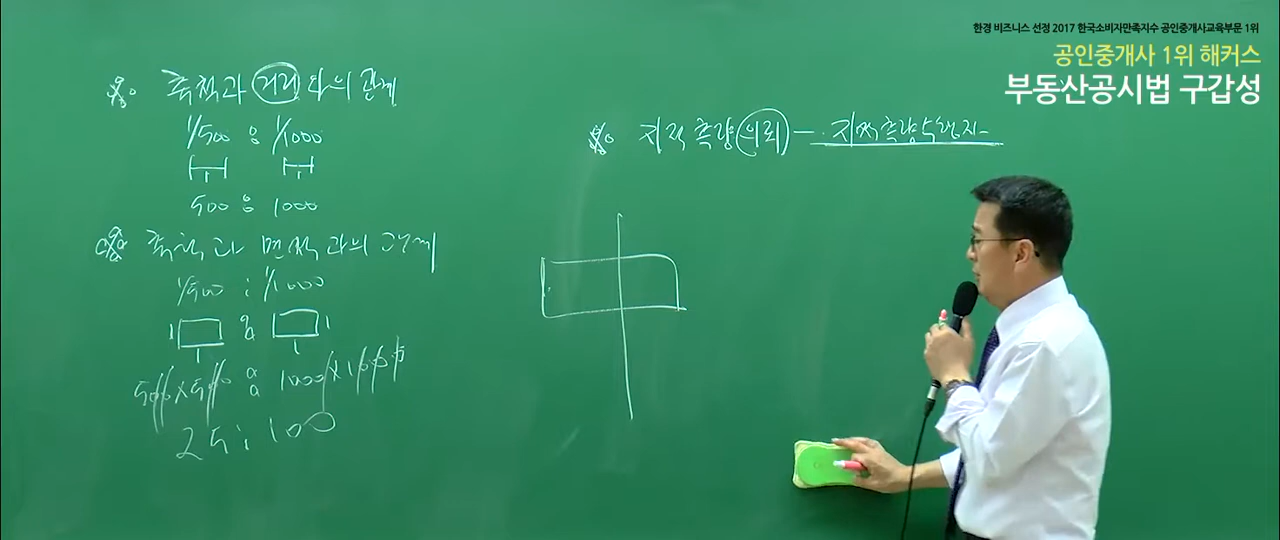 한경 비즈니스 선정 2017 한국소비자만족지수 공인중개사교육부문 1위
공인중개사 1위 해커스
부동산공시법 구갑성
※ 축척과 거리와의 관계
1/500 : 1/1000
500 : 1000
※ 축척과 면적과의 관계
1/500 : 1/1000
1 : 1
1 1
500×500 : 1000×1000
25 : 100
※ 지적측량 의뢰 — 지적측량수행자